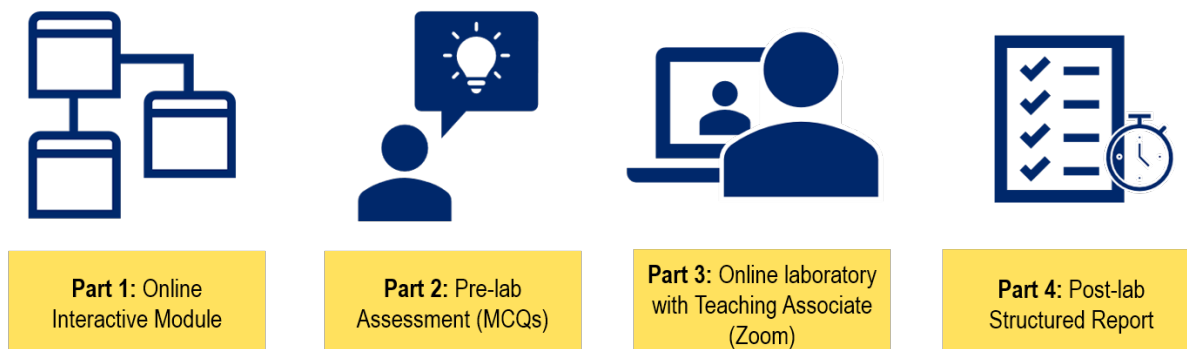 Part 1: Online
Interactive Module
Part 2: Pre-lab
Assessment (MCQs)
Part 3: Online laboratory
with Teaching Associate
(Zoom)
Part 4: Post-lab
Structured Report